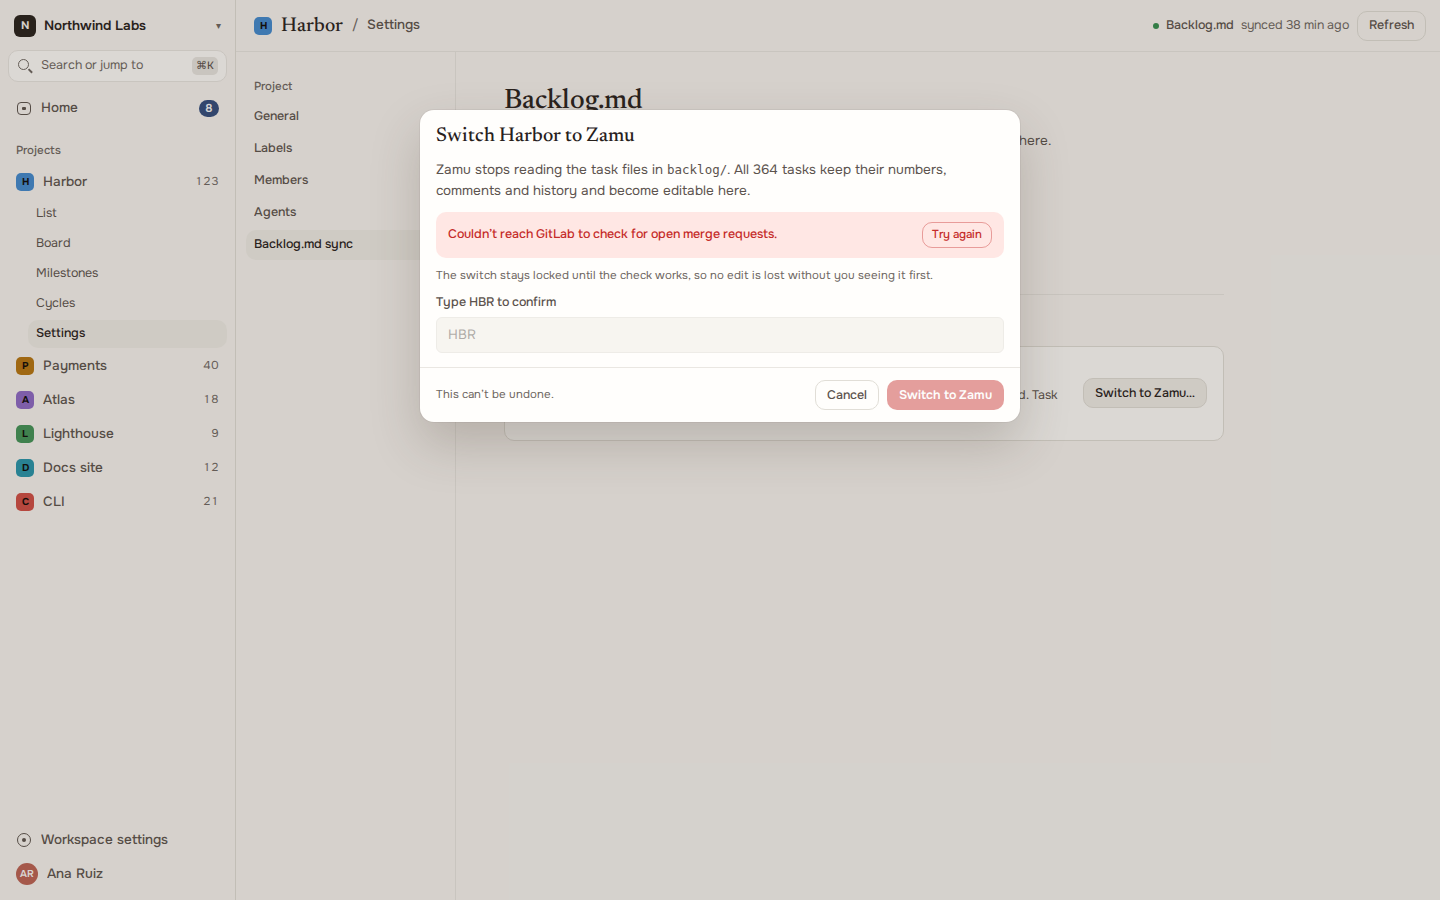 N Northwind Labs ▾
Search or jump to ⌘K
Home 8
Projects
H Harbor 123
List
Board
Milestones
Cycles
Settings
P Payments 40
A Atlas 18
L Lighthouse 9
D Docs site 12
C CLI 21
Workspace settings
AR Ana Ruiz
H Harbor / Settings
Backlog.md synced 38 min ago Refresh
Project
General
Labels
Members
Agents
Backlog.md sync
Backlog.md
here.
Switch Harbor to Zamu
Zamu stops reading the task files in backlog/. All 364 tasks keep their numers,
comments and history and become editable here.
Couldn't reach GitLab to check for open merge requests. Try again
The switch stays locked until the check works, so no edit is lost without you seeing it first.
Type HBR to confirm
HBR
This can't be undone. Cancel Switch to Zamu
d. Task Switch to Zamu...